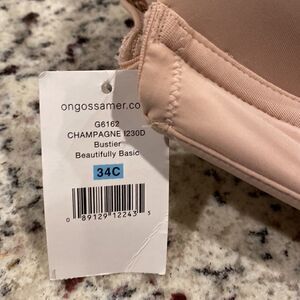 ongossamer.co
G6162
CHAMPAGNE 1230D
Bustier
Beautifully Basic
34C
0 89129 12243 5